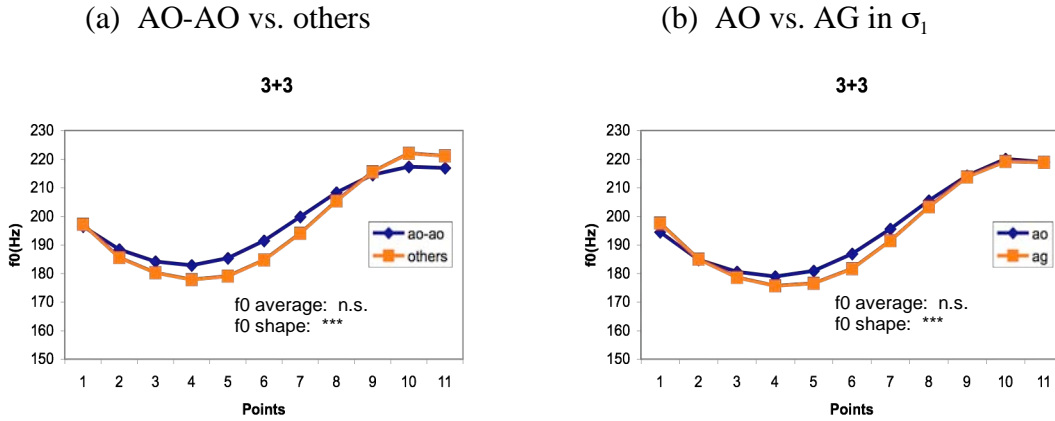 (a) AO-AO vs. others
3+3
230
220
210
200
190
180
170
160
150
f0(Hz)
1 2 3 4 5 6 7 8 9 10 11
Points
ao-ao
others
f0 average: n.s.
f0 shape: ***
(b) AO vs. AG in σ₁
3+3
230
220
210
200
190
180
170
160
150
f0(Hz)
1 2 3 4 5 6 7 8 9 10 11
Points
ao
ag
f0 average: n.s.
f0 shape: ***